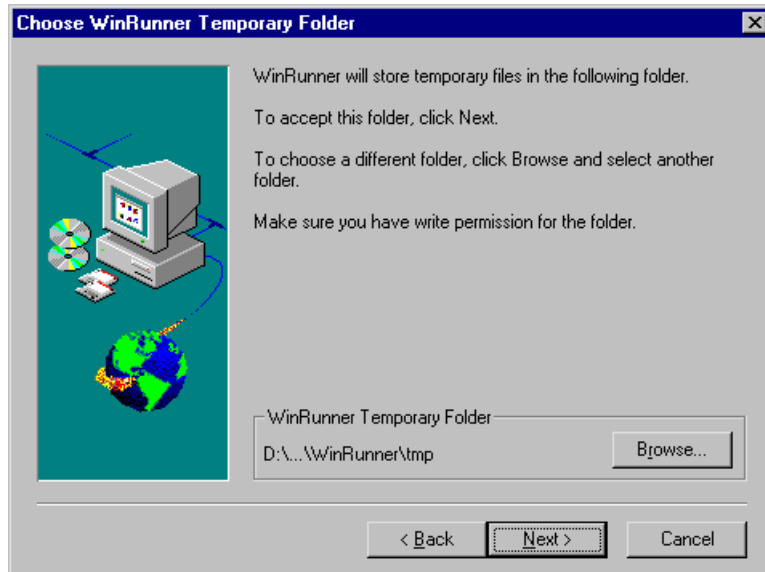 Choose WinRunner Temporary Folder
WinRunner will store temporary files in the following folder.
To accept this folder, click Next.
To choose a different folder, click Browse and select another
folder.
Make sure you have write permission for the folder.
WinRunner Temporary Folder
D:\...\WinRunner\tmp
Browse...
< Back
Next >
Cancel